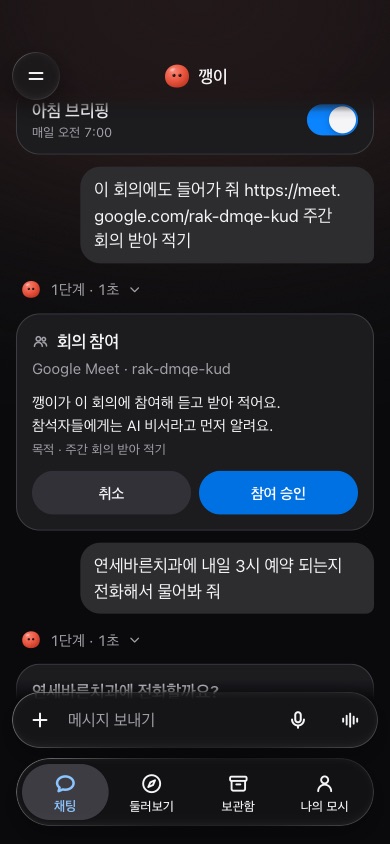 깽이
아침 브리핑
매일 오전 7:00
이 회의에도 들어가 줘 https://meet.
google.com/rak-dmqe-kud 주간
회의 받아 적기
1단계 · 1초
회의 참여
Google Meet · rak-dmqe-kud
깽이가 이 회의에 참여해 듣고 받아 적어요.
참석자들에게는 AI 비서라고 먼저 알려요.
목적 · 주간 회의 받아 적기
취소
참여 승인
연세바른치과에 내일 3시 예약 되는지
전화해서 물어봐 줘
1단계 · 1초
연세바른치과에 전화할까요?
메시지 보내기
채팅
둘러보기
보관함
나의 모시